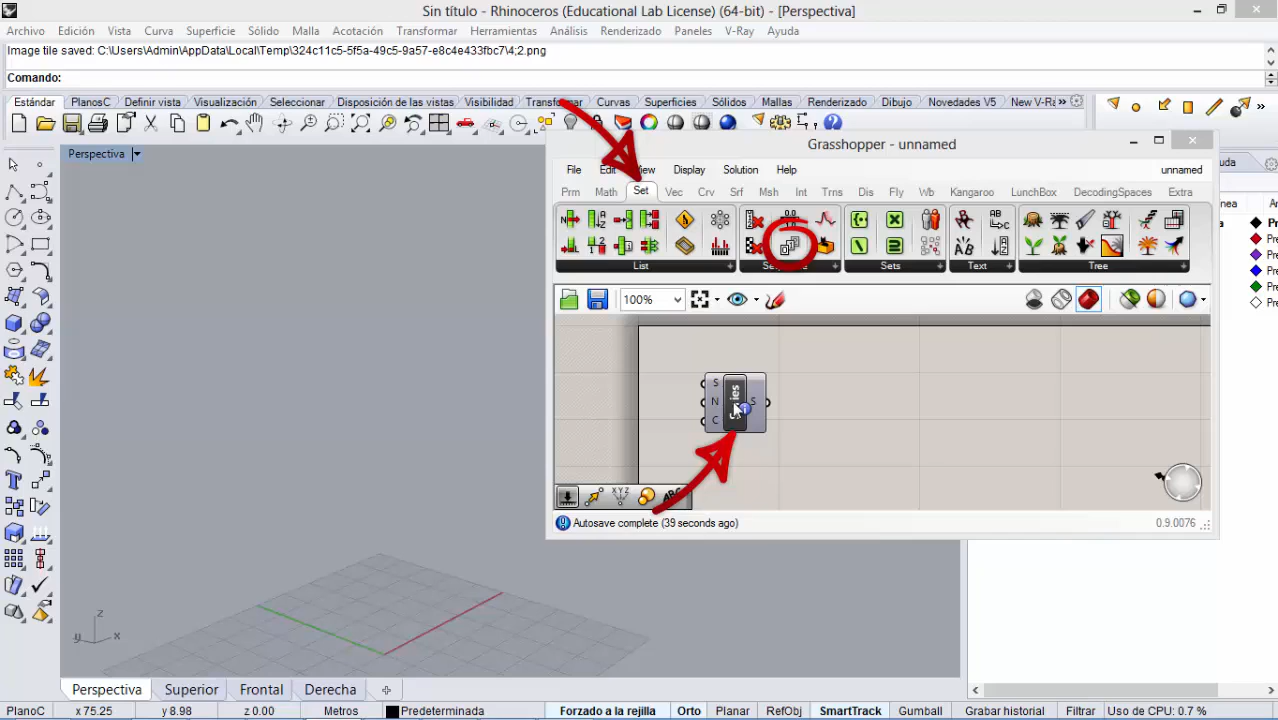 Sin título - Rhinoceros (Educational Lab License) (64-bit) - [Perspectiva]
Archivo Edición Vista Curva Superficie Sólido Malla Acotación Transformar Herramientas Análisis Renderizado Paneles V-Ray Ayuda
Image tile saved: C:\Users\Admin\AppData\Local\Temp\324c11c5-5f5a-49c5-9a57-e8c4e433fbc7\4;2.png
Comando:
Estándar PlanosC Definir vista Visualización Seleccionar Disposición de las vistas Visibilidad Transformar Curvas Superficies Sólidos Mallas Renderizado Dibujo Novedades V5 New V-Ra
Perspectiva
Grasshopper - unnamed
File Edit View Display Solution Help unnamed
Prm Math Set Vec Crv Srf Msh Int Trns Dis Fly Wb Kangaroo LunchBox DecodingSpaces Extra
List Sets Text Tree
100%
S
N S
C
XYZ ABC
Autosave complete (39 seconds ago) 0.9.0076
z
y x
Perspectiva Superior Frontal Derecha
PlanoC x 75.25 y 8.98 z 0.00 Metros Predeterminada Forzado a la rejilla Orto Planar RefObj SmartTrack Gumball Grabar historial Filtrar Uso de CPU: 0.7 %